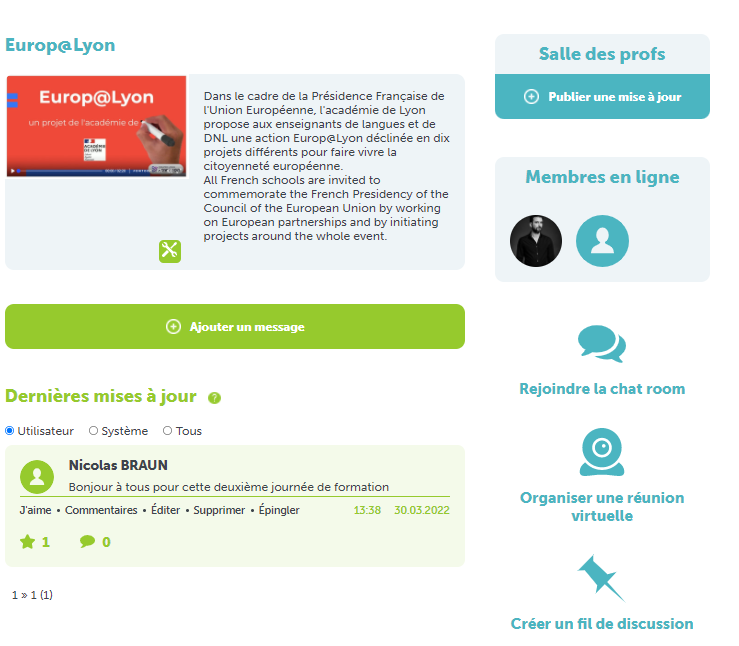 Europ@Lyon
Europ@Lyon
un projet de l'académie de
ACADÉMIE
DE LYON
Dans le cadre de la Présidence Française de
l'Union Européenne, l'académie de Lyon
propose aux enseignants de langues et de
DNL une action Europ@Lyon déclinée en dix
projets différents pour faire vivre la
citoyenneté européenne.
All French schools are invited to
commemorate the French Presidency of the
Council of the European Union by working
on European partnerships and by initiating
projects around the whole event.
Ajouter un message
Dernières mises à jour ?
Utilisateur Système Tous
Nicolas BRAUN
Bonjour à tous pour cette deuxième journée de formation
J'aime • Commentaires • Éditer • Supprimer • Épingler 13:38 30.03.2022
1 0
1 » 1 (1)
Salle des profs
Publier une mise à jour
Membres en ligne
Rejoindre la chat room
Organiser une réunion
virtuelle
Créer un fil de discussion